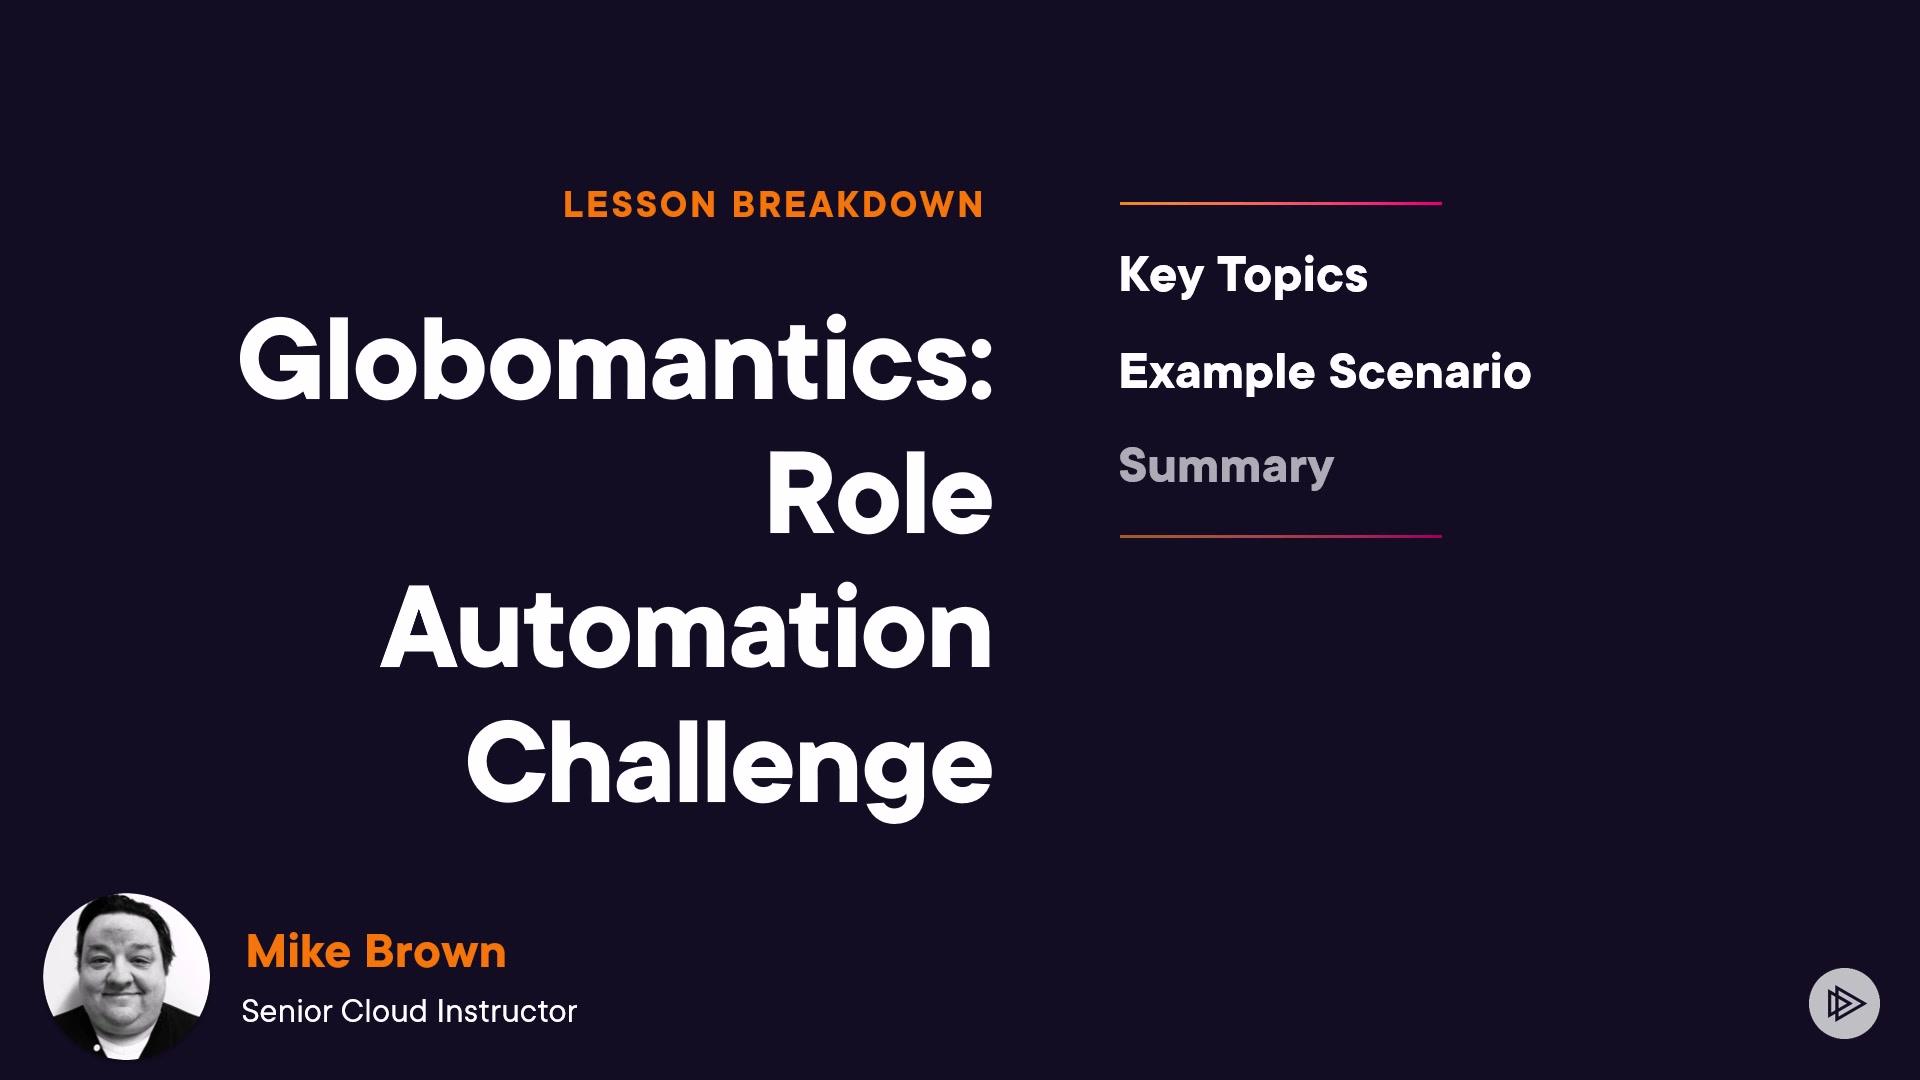 LESSON BREAKDOWN
Globomantics:
Role
Automation
Challenge
Key Topics
Example Scenario
Summary
Mike Brown
Senior Cloud Instructor